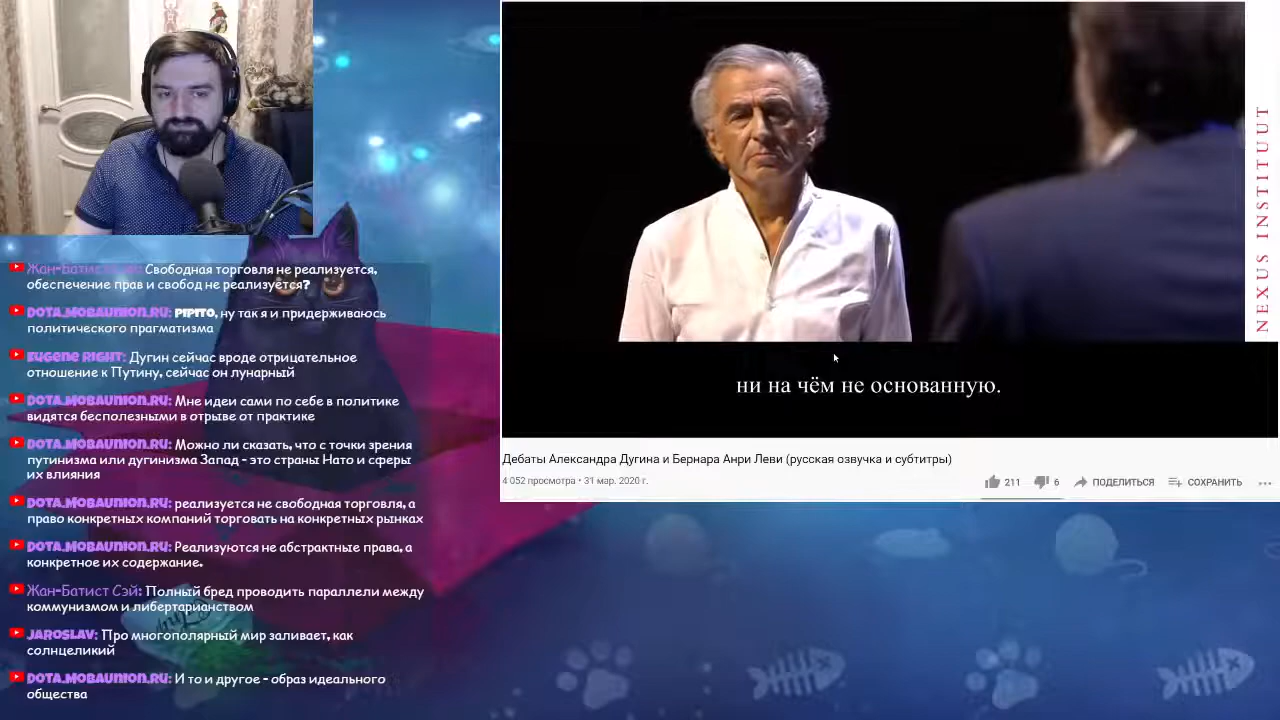 Жан-Батист Сэй: Свободная торговля не реализуется,
обеспечение прав и свобод не реализуется?
DOTA.MOBAUNION.RU: PIPITO, ну так я и придерживаюсь
политического прагматизма
EUGENE RIGHT: Дугин сейчас вроде отрицательное
отношение к Путину, сейчас он лунарный
DOTA.MOBAUNION.RU: Мне идеи сами по себе в политике
видятся бесполезными в отрыве от практике
DOTA.MOBAUNION.RU: Можно ли сказать, что с точки зрения
путинизма или дугинизма Запад - это страны Нато и сферы
их влияния
DOTA.MOBAUNION.RU: реализуется не свободная торговля, а
право конкретных компаний торговать на конкретных рынках
DOTA.MOBAUNION.RU: Реализуются не абстрактные права, а
конкретное их содержание.
Жан-Батист Сэй: Полный бред проводить параллели между
коммунизмом и либертарианством
JAROSLAV: Про многополярный мир заливает, как
солнцеликий
DOTA.MOBAUNION.RU: И то и другое - образ идеального
общества
NEXUS INSTITUUT
ни на чём не основанную.
Дебаты Александра Дугина и Бернара Анри Леви (русская озвучка и субтитры)
4 052 просмотра • 31 мар. 2020 г.
211
6
ПОДЕЛИТЬСЯ
СОХРАНИТЬ